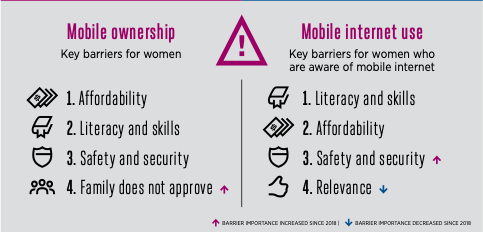 Mobile ownership
Key barriers for women
1. Affordability
2. Literacy and skills
3. Safety and security
4. Family does not approve
Mobile internet use
Key barriers for women who
are aware of mobile internet
1. Literacy and skills
2. Affordability
3. Safety and security
4. Relevance
BARRIER IMPORTANCE INCREASED SINCE 2018 | BARRIER IMPORTANCE DECREASED SINCE 2018